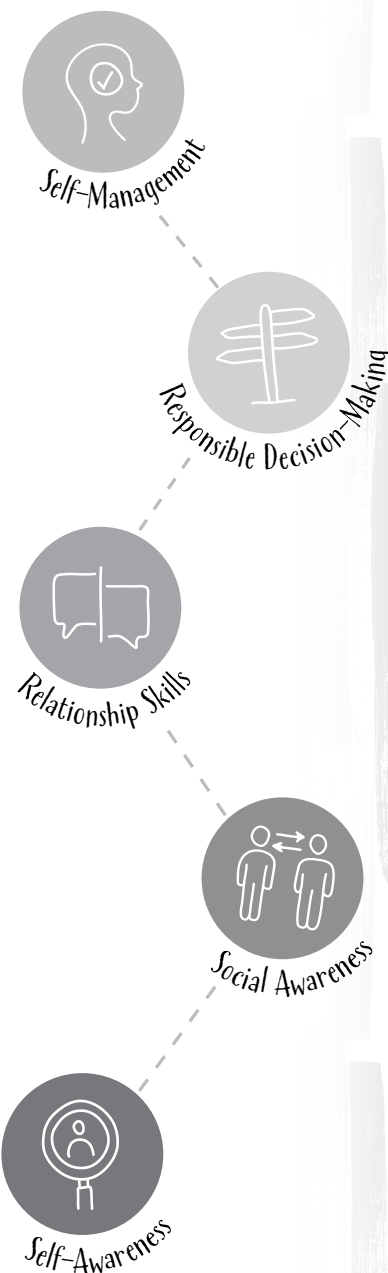 Self-Management
Responsible Decision-Making
Relationship Skills
Social Awareness
Self-Awareness